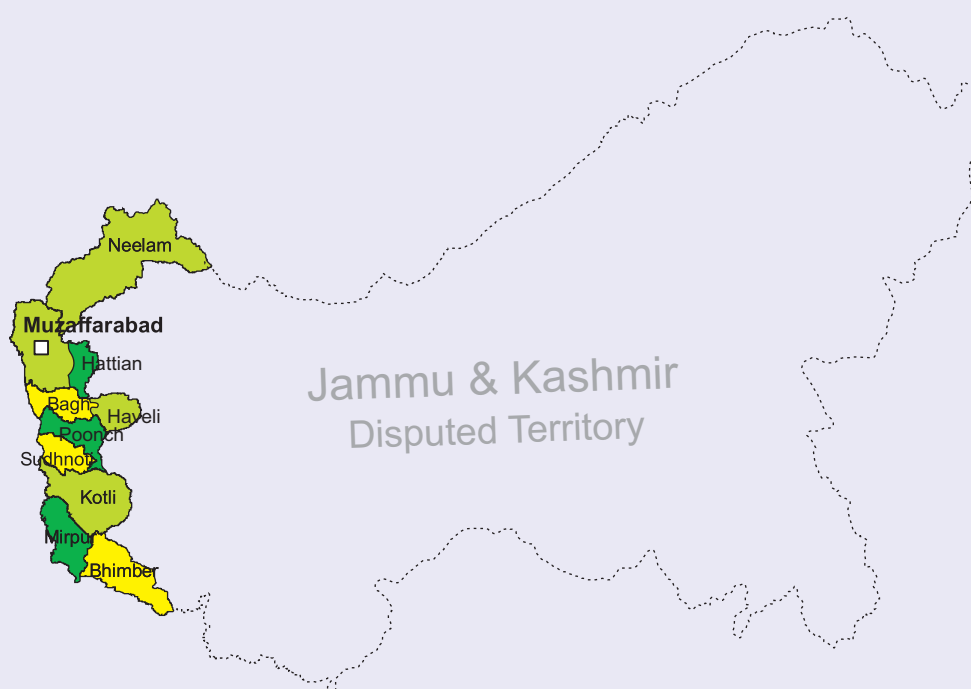 Neelam
Muzaffarabad
Hattian
Bagh
Haveli
Poonch
Sudhnoti
Kotli
Mirpur
Bhimber
Jammu & Kashmir
Disputed Territory